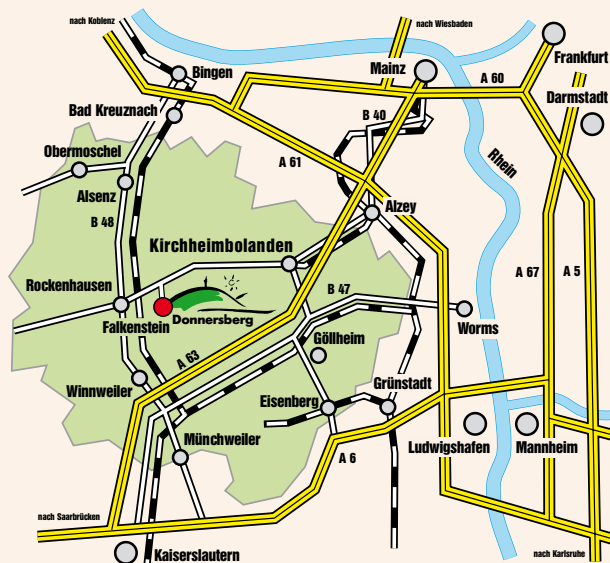 nach Koblenz
nach Wiesbaden
Frankfurt
Bingen
Mainz
A 60
Darmstadt
Bad Kreuznach
B 40
Obermoschel
A 61
Rhein
Alsenz
Alzey
B 48
Kirchheimbolanden
Rockenhausen
B 47
A 67
A 5
Falkenstein
Donnersberg
Worms
Göllheim
A 63
Winnweiler
Grünstadt
Eisenberg
Münchweiler
Ludwigshafen
Mannheim
A 6
nach Saarbrücken
Kaiserslautern
nach Karlsruhe